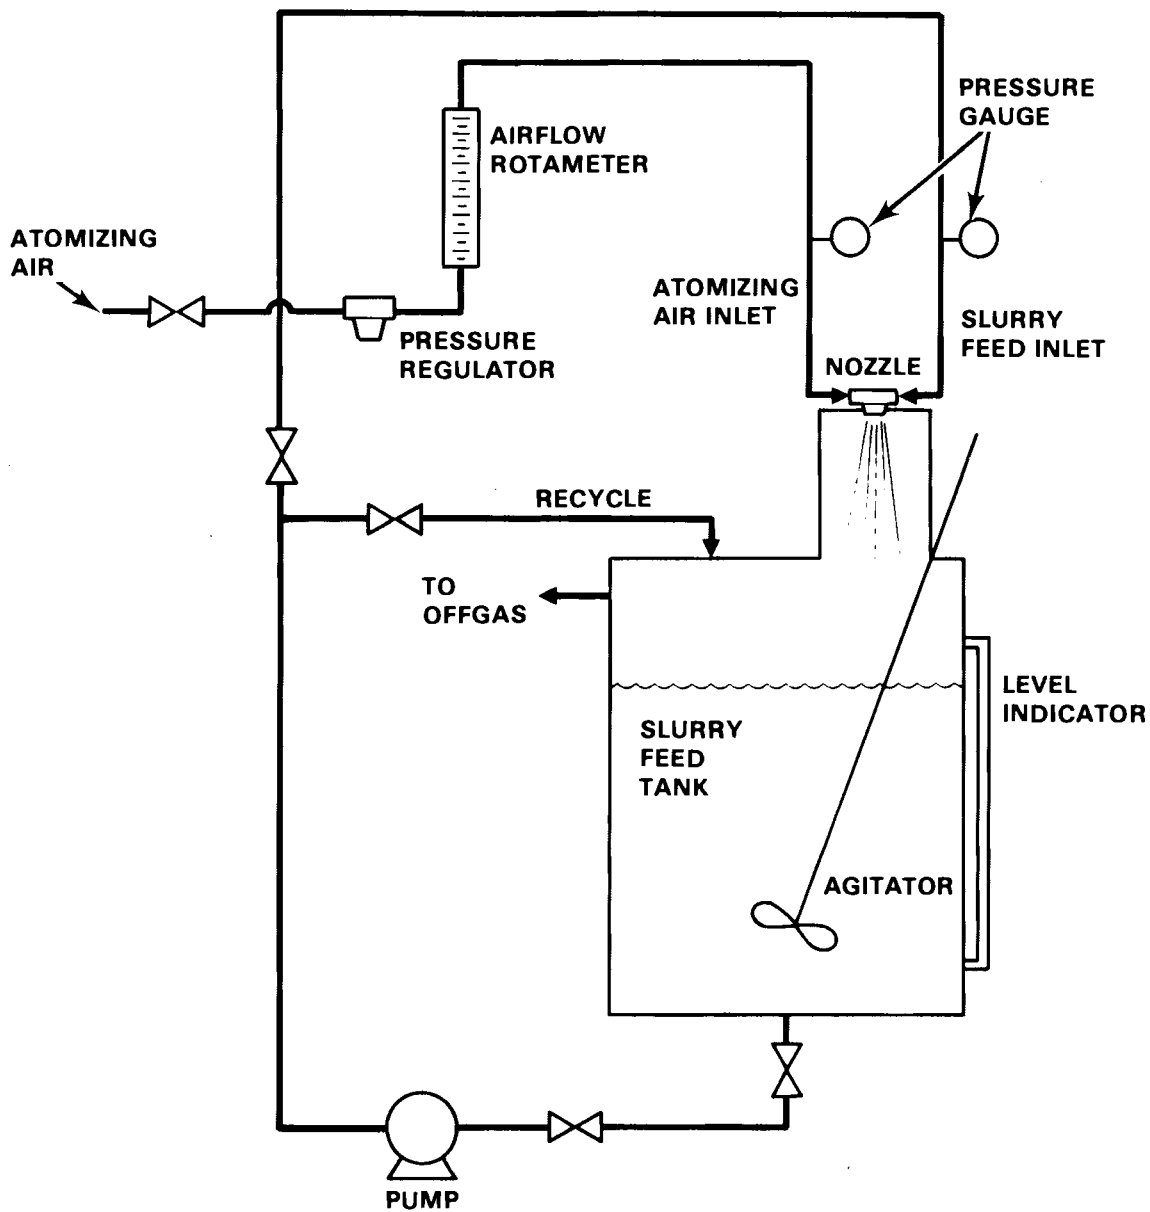 PRESSURE
GAUGE
AIRFLOW
ROTAMETER
ATOMIZING
AIR
ATOMIZING
AIR INLET
SLURRY
FEED INLET
PRESSURE
REGULATOR
NOZZLE
RECYCLE
TO
OFFGAS
LEVEL
INDICATOR
SLURRY
FEED
TANK
AGITATOR
PUMP